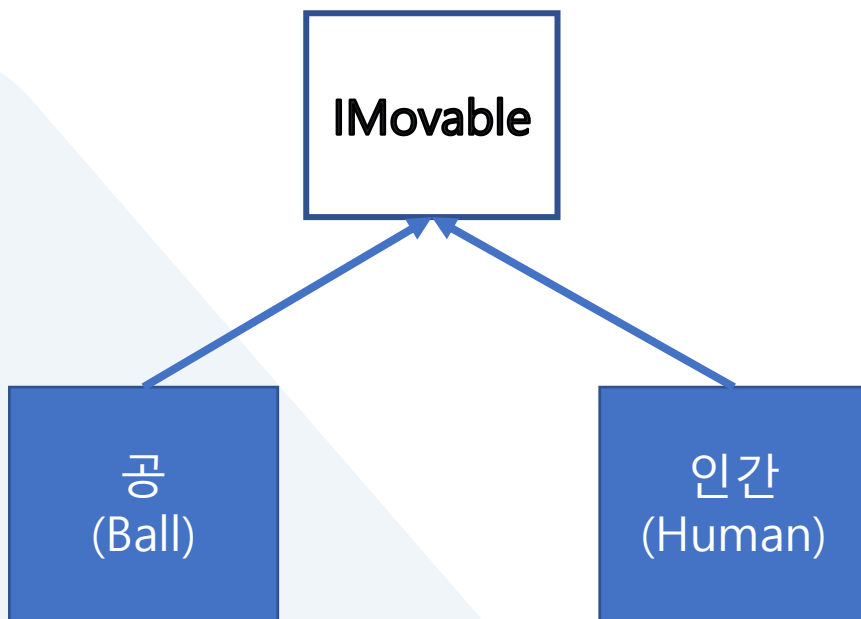 IMovable
공
(Ball)
인간
(Human)